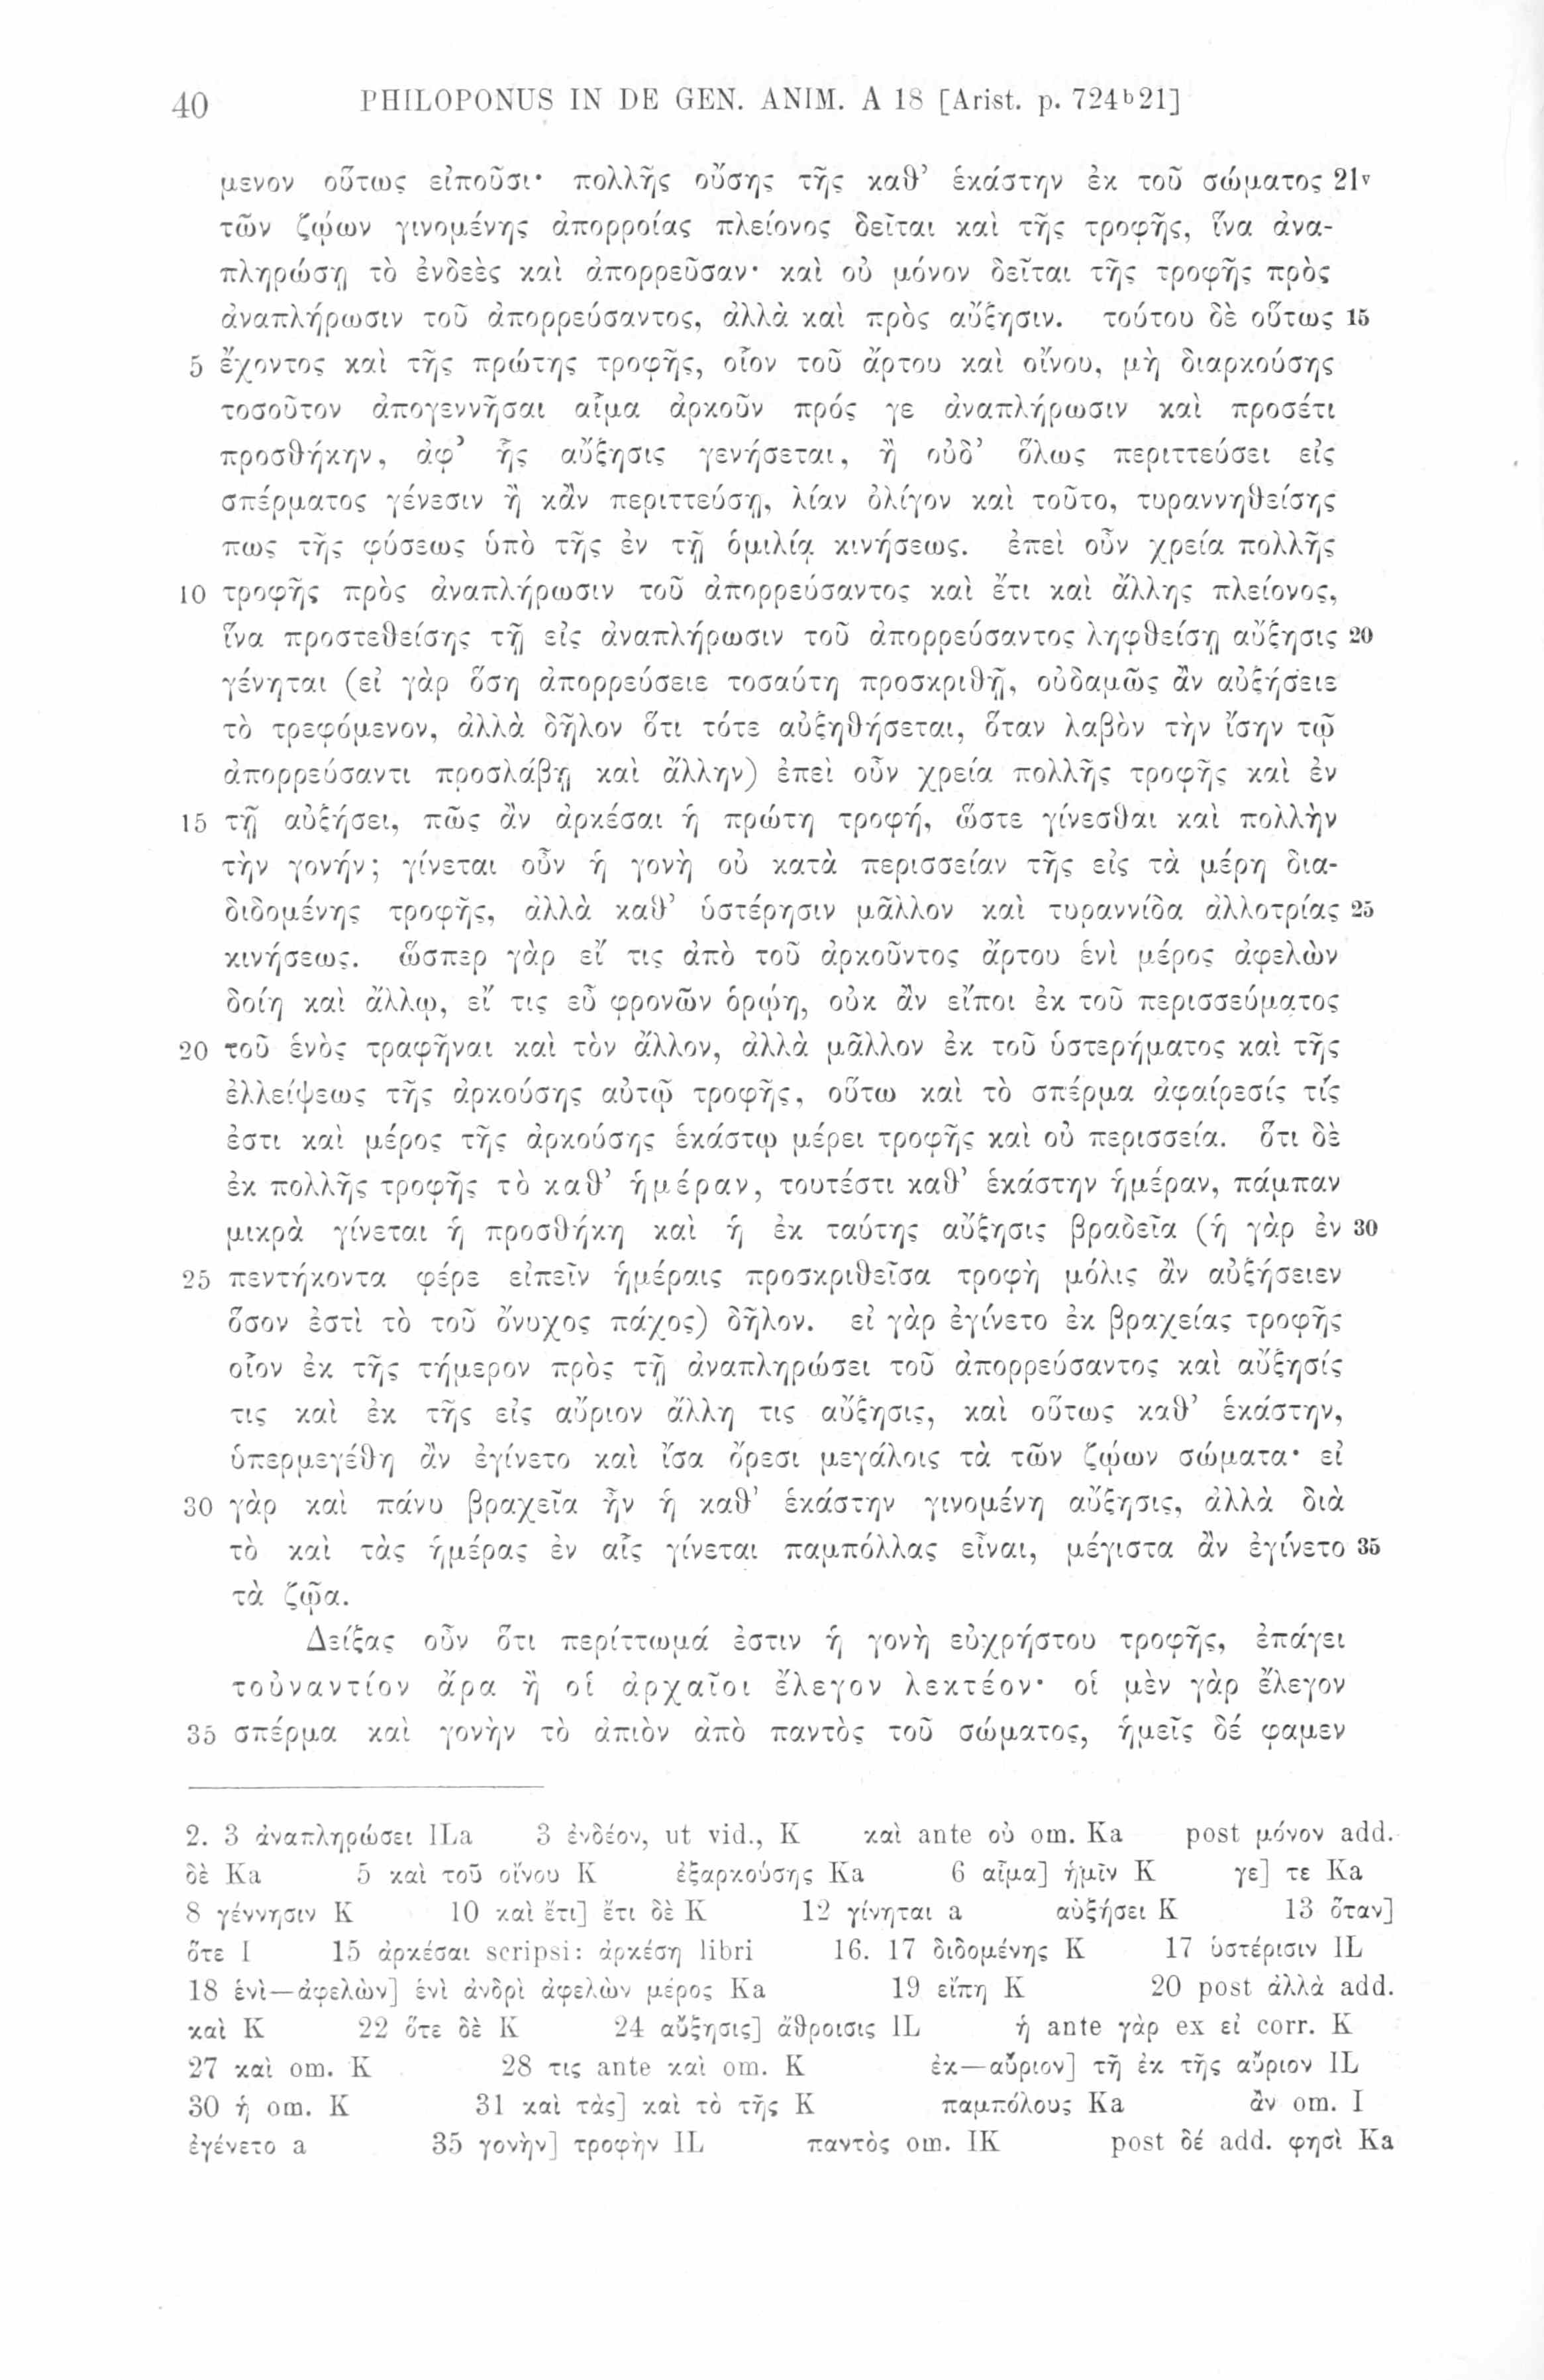 40 PHILOPONUS IN DE GEN. ANIM. A 18 [Arist. p. 724ᵇ21]
μενον οὕτως εἰποῦσι· πολλῆς οὔσης τῆς καθ’ ἑκάστην ἐκ τοῦ σώματος 21ᵛ
τῶν ζῴων γινομένης ἀπορροίας πλείονος δεῖται καὶ τῆς τροφῆς, ἵνα ἀνα-
πληρώσῃ τὸ ἐνδεὲς καὶ ἀπορρεῦσαν· καὶ οὐ μόνον δεῖται τῆς τροφῆς πρὸς
ἀναπλήρωσιν τοῦ ἀπορρεύσαντος, ἀλλὰ καὶ πρὸς αὔξησιν. τούτου δὲ οὕτως 15
5 ἔχοντος καὶ τῆς πρώτης τροφῆς, οἷον τοῦ ἄρτου καὶ οἴνου, μὴ διαρκούσης
τοσοῦτον ἀπογεννῆσαι αἷμα ἀρκοῦν πρός γε ἀναπλήρωσιν καὶ προσέτι
προσθήκην, ἀφ’ ἧς αὔξησις γενήσεται, ἢ οὐδ’ ὅλως περιττεύσει εἰς
σπέρματος γένεσιν ἢ κἂν περιττεύσῃ, λίαν ὀλίγον καὶ τοῦτο, τυραννηθείσης
πως τῆς φύσεως ὑπὸ τῆς ἐν τῇ ὁμιλίᾳ κινήσεως. ἐπεὶ οὖν χρεία πολλῆς
10 τροφῆς πρὸς ἀναπλήρωσιν τοῦ ἀπορρεύσαντος καὶ ἔτι καὶ ἄλλης πλείονος,
ἵνα προστεθείσης τῇ εἰς ἀναπλήρωσιν τοῦ ἀπορρεύσαντος ληφθείσῃ αὔξησις 20
γένηται (εἰ γὰρ ὅση ἀπορρεύσειε τοσαύτη προσκριθῇ, οὐδαμῶς ἂν αὐξήσειε
τὸ τρεφόμενον, ἀλλὰ δῆλον ὅτι τότε αὐξηθήσεται, ὅταν λαβὸν τὴν ἴσην τῷ
ἀπορρεύσαντι προσλάβῃ καὶ ἄλλην) ἐπεὶ οὖν χρεία πολλῆς τροφῆς καὶ ἐν
15 τῇ αὐξήσει, πῶς ἂν ἀρκέσαι ἡ πρώτη τροφή, ὥστε γίνεσθαι καὶ πολλὴν
τὴν γονήν; γίνεται οὖν ἡ γονὴ οὐ κατὰ περισσείαν τῆς εἰς τὰ μέρη δια-
διδομένης τροφῆς, ἀλλὰ καθ’ ὑστέρησιν μᾶλλον καὶ τυραννίδα ἀλλοτρίας 25
κινήσεως. ὥσπερ γὰρ εἴ τις ἀπὸ τοῦ ἀρκοῦντος ἄρτου ἑνὶ μέρος ἀφελὼν
δοίη καὶ ἄλλῳ, εἴ τις εὖ φρονῶν ὁρῴη, οὐκ ἂν εἴποι ἐκ τοῦ περισσεύματος
20 τοῦ ἑνὸς τραφῆναι καὶ τὸν ἄλλον, ἀλλὰ μᾶλλον ἐκ τοῦ ὑστερήματος καὶ τῆς
ἐλλείψεως τῆς ἀρκούσης αὐτῷ τροφῆς, οὕτω καὶ τὸ σπέρμα ἀφαίρεσίς τίς
ἐστι καὶ μέρος τῆς ἀρκούσης ἑκάστῳ μέρει τροφῆς καὶ οὐ περισσεία. ὅτι δὲ
ἐκ πολλῆς τροφῆς τὸ καθ’ ἡμέραν, τουτέστι καθ’ ἑκάστην ἡμέραν, πάμπαν
μικρὰ γίνεται ἡ προσθήκη καὶ ἡ ἐκ ταύτης αὔξησις βραδεῖα (ἡ γὰρ ἐν 30
25 πεντήκοντα φέρε εἰπεῖν ἡμέραις προσκριθεῖσα τροφὴ μόλις ἂν αὐξήσειεν
ὅσον ἐστὶ τὸ τοῦ ὄνυχος πάχος) δῆλον. εἰ γὰρ ἐγίνετο ἐκ βραχείας τροφῆς
οἷον ἐκ τῆς τήμερον πρὸς τῇ ἀναπληρώσει τοῦ ἀπορρεύσαντος καὶ αὔξησίς
τις καὶ ἐκ τῆς εἰς αὔριον ἄλλη τις αὔξησις, καὶ οὕτως καθ’ ἑκάστην,
ὑπερμεγέθη ἂν ἐγίνετο καὶ ἴσα ὄρεσι μεγάλοις τὰ τῶν ζῴων σώματα· εἰ
30 γὰρ καὶ πάνυ βραχεῖα ἦν ἡ καθ’ ἑκάστην γινομένη αὔξησις, ἀλλὰ διὰ
τὸ καὶ τὰς ἡμέρας ἐν αἷς γίνεται παμπόλλας εἶναι, μέγιστα ἂν ἐγίνετο 35
τὰ ζῷα.
Δείξας οὖν ὅτι περίττωμά ἐστιν ἡ γονὴ εὐχρήστου τροφῆς, ἐπάγει
τοὐναντίον ἄρα ἢ οἱ ἀρχαῖοι ἔλεγον λεκτέον· οἱ μὲν γὰρ ἔλεγον
35 σπέρμα καὶ γονὴν τὸ ἀπιὸν ἀπὸ παντὸς τοῦ σώματος, ἡμεῖς δέ φαμεν
2. 3 ἀναπληρώσει ILa 3 ἐνδέον, ut vid., K καὶ ante οὐ om. Ka post μόνον add.
δὲ Ka 5 καὶ τοῦ οἴνου K ἐξαρκούσης Ka 6 αἷμα] ἡμῖν K γε] τε Ka
8 γέννησιν K 10 καὶ ἔτι] ἔτι δὲ K 12 γίνηται a αὐξήσει K 13 ὅταν]
ὅτε I 15 ἀρκέσαι scripsi: ἀρκέσῃ libri 16. 17 διδομένης K 17 ὑστέρισιν IL
18 ἑνὶ—ἀφελὼν] ἑνὶ ἀνδρὶ ἀφελὼν μέρος Ka 19 εἴπῃ K 20 post ἀλλὰ add.
καὶ K 22 ὅτε δὲ K 24 αὔξησις] ἄθροισις IL ἡ ante γὰρ ex εἰ corr. K
27 καὶ om. K 28 τις ante καὶ om. K ἐκ—αὔριον] τῇ ἐκ τῆς αὔριον IL
30 ἡ om. K 31 καὶ τὰς] καὶ τὸ τῆς K παμπόλους Ka ἂν om. I
ἐγένετο a 35 γονὴν] τροφὴν IL παντὸς om. IK post δέ add. φησὶ Ka